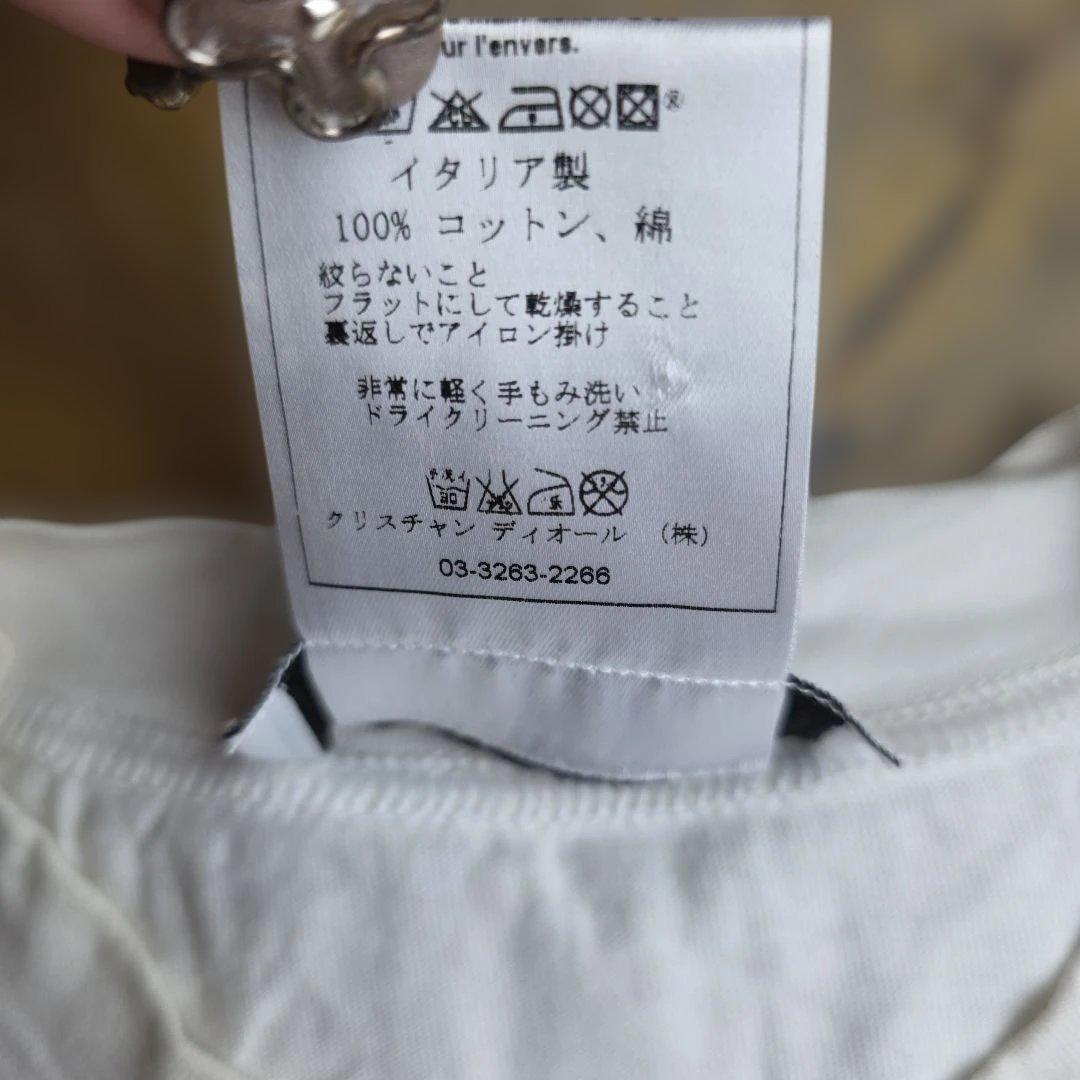 ur l'envers.
イタリア製
100% コットン、綿
絞らないこと
フラットにして乾燥すること
裏返しでアイロン掛け
非常に軽く手もみ洗い
ドライクリーニング禁止
クリスチャン ディオール (株)
03-3263-2266